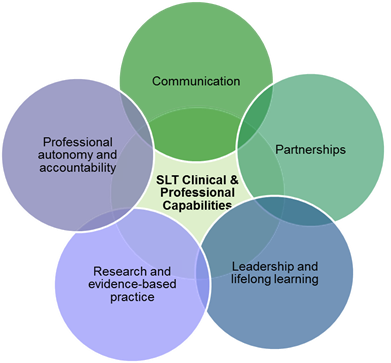 Communication
Professional
autonomy and
accountability
Partnerships
SLT Clinical &
Professional
Capabilities
Research and
evidence-based
practice
Leadership and
lifelong learning